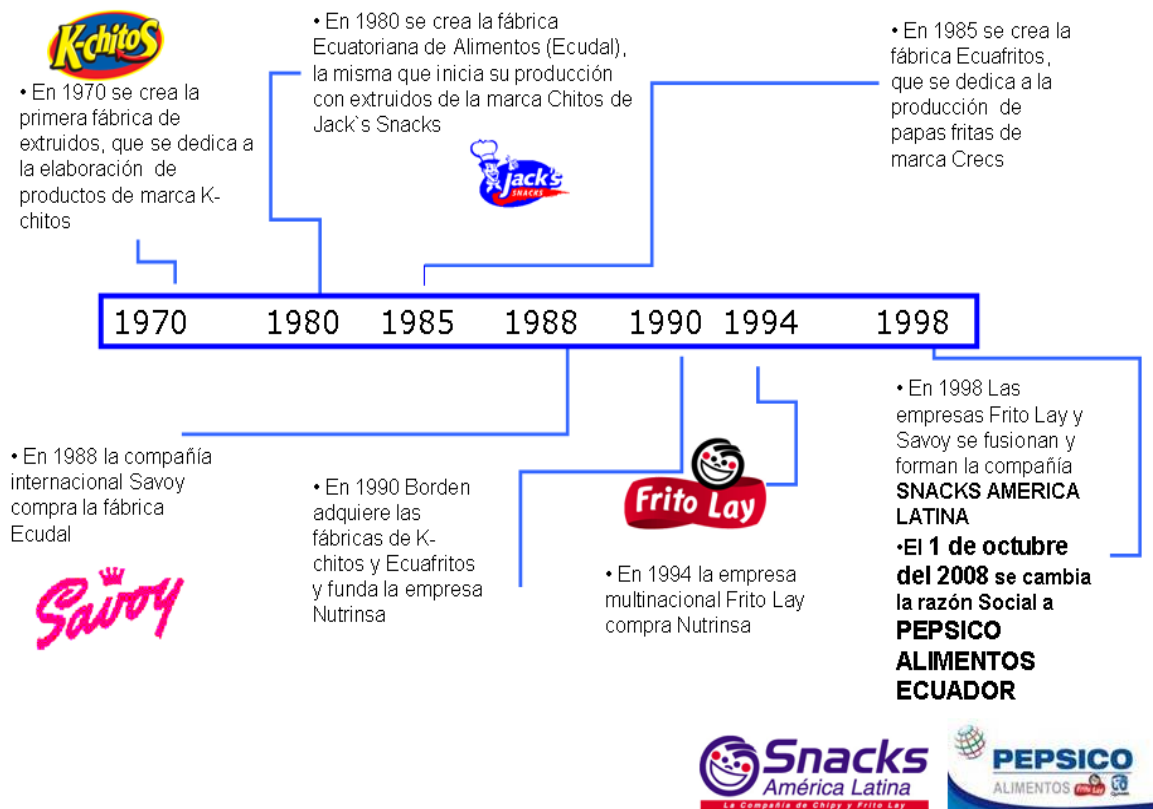 K-chitos
• En 1970 se crea la
primera fábrica de
extruidos, que se dedica a
la elaboración de
productos de marca K-
chitos
• En 1980 se crea la fábrica
Ecuatoriana de Alimentos (Ecudal),
la misma que inicia su producción
con extruidos de la marca Chitos de
Jack`s Snacks
jack's
SNACKS
• En 1985 se crea la
fábrica Ecuafritos,
que se dedica a la
producción de
papas fritas de
marca Crecs
1970 1980 1985 1988 1990 1994 1998
• En 1988 la compañía
internacional Savoy
compra la fábrica
Ecudal
Savoy
• En 1990 Borden
adquiere las
fábricas de K-
chitos y Ecuafritos
y funda la empresa
Nutrinsa
Frito Lay
• En 1994 la empresa
multinacional Frito Lay
compra Nutrinsa
• En 1998 Las
empresas Frito Lay y
Savoy se fusionan y
forman la compañía
SNACKS AMERICA
LATINA
•El 1 de octubre
del 2008 se cambia
la razón Social a
PEPSICO
ALIMENTOS
ECUADOR
Snacks
América Latina
La Compañía de Chipy y Frito Lay
PEPSICO
ALIMENTOS
Frito Lay